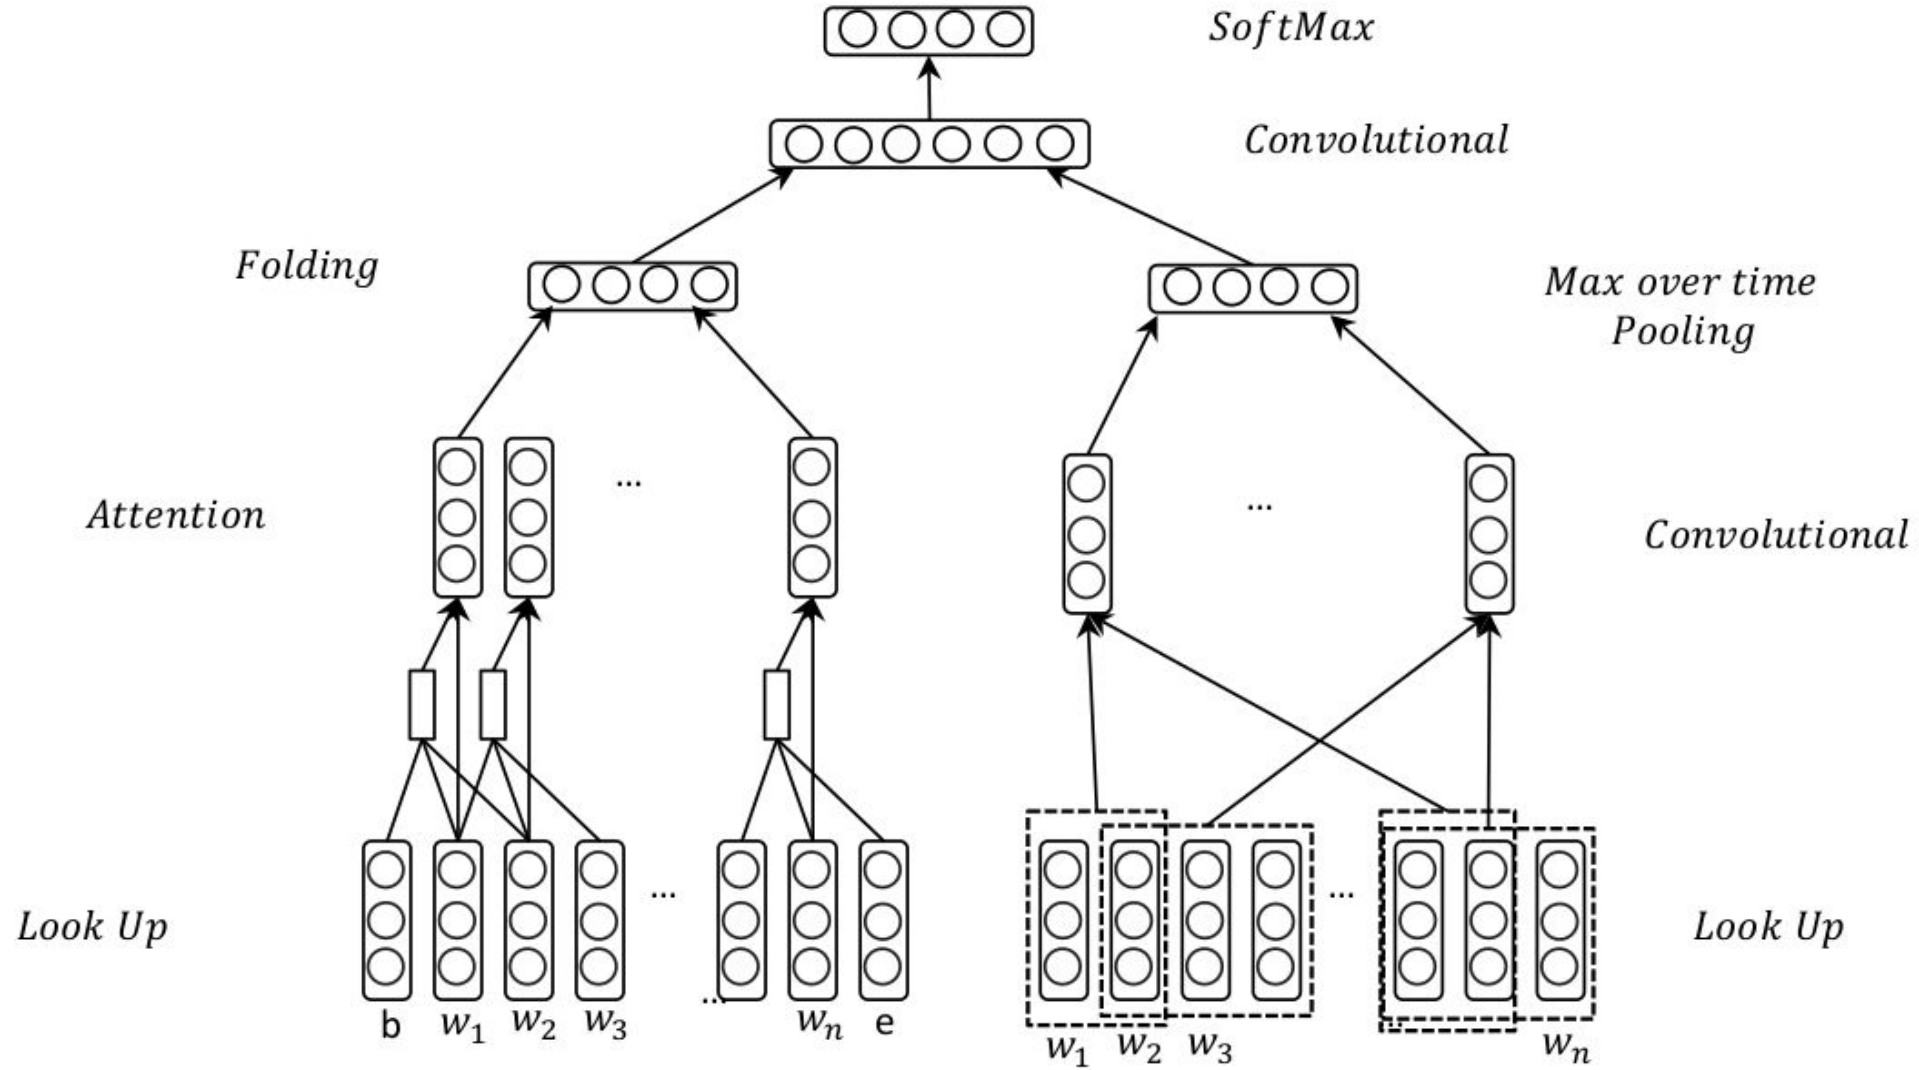 SoftMax
Convolutional
Folding
Max over time
Pooling
Attention
...
...
Convolutional
Look Up
...
...
Look Up
...
b w1 w2 w3 wn e
...
w1 w2 w3 wn